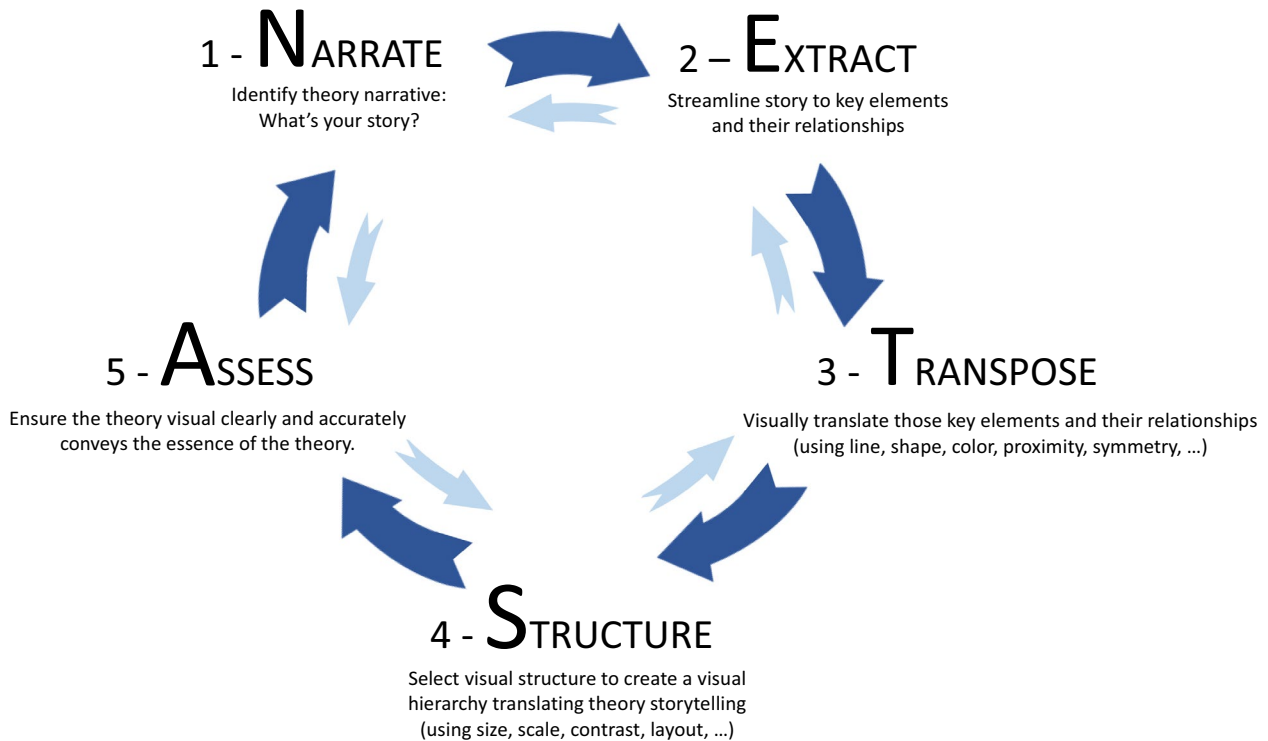 1 - NARRATE
Identify theory narrative:
What's your story?
2 – EXTRACT
Streamline story to key elements
and their relationships
3 - TRANSPOSE
Visually translate those key elements and their relationships
(using line, shape, color, proximity, symmetry, ...)
4 - STRUCTURE
Select visual structure to create a visual
hierarchy translating theory storytelling
(using size, scale, contrast, layout, ...)
5 - ASSESS
Ensure the theory visual clearly and accurately
conveys the essence of the theory.